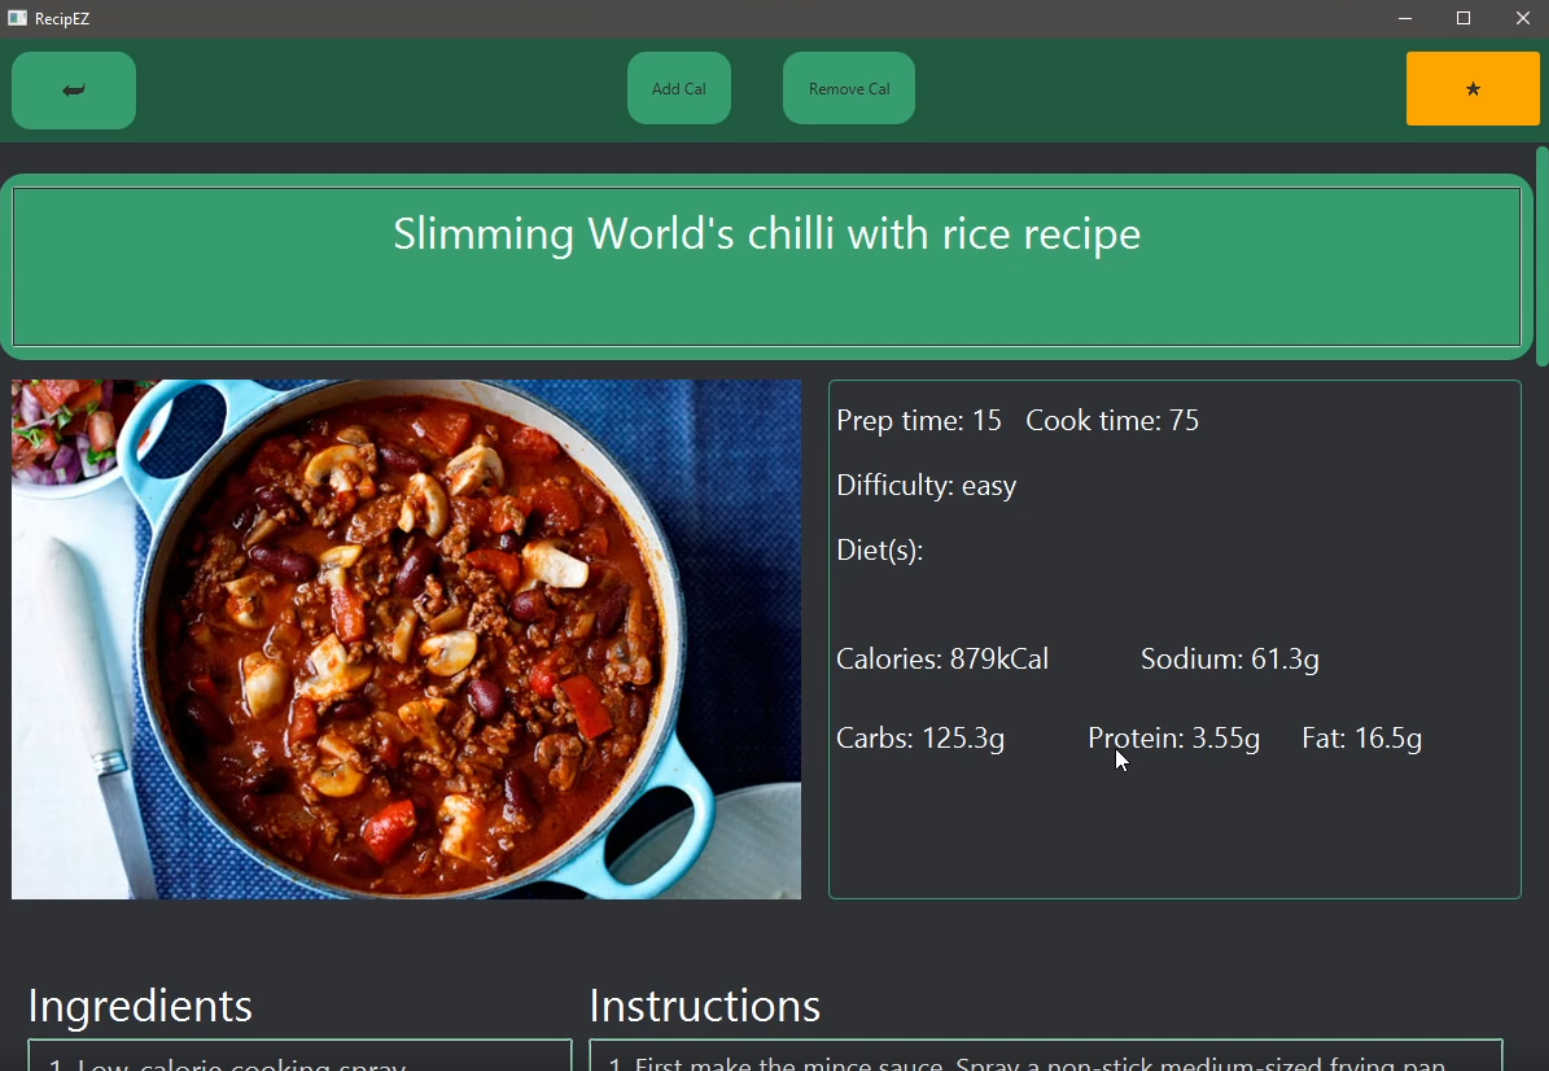 RecipEZ
Add Cal
Remove Cal
Slimming World's chilli with rice recipe
Prep time: 15 Cook time: 75
Difficulty: easy
Diet(s):
Calories: 879kCal Sodium: 61.3g
Carbs: 125.3g Protein: 3.55g Fat: 16.5g
Ingredients
Instructions
1. Low-calorie cooking spray
1. First make the mince sauce. Spray a non-stick medium-sized frying pan